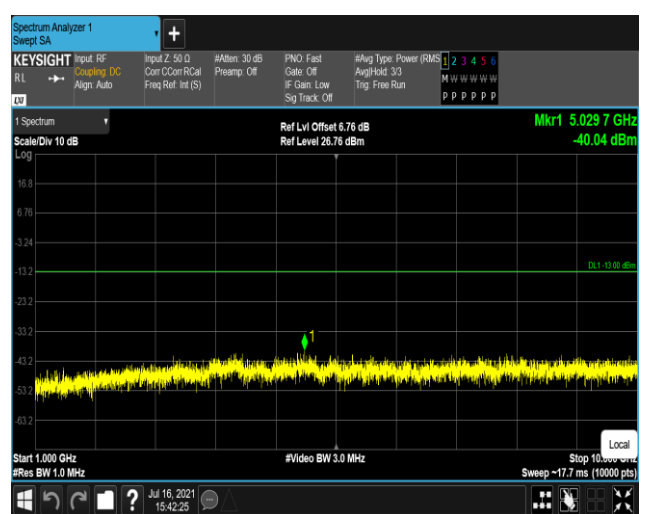 Spectrum Analyzer 1
Swept SA
+
KEYSIGHT
RL
LXI
Input: RF
Coupling: DC
Align: Auto
Input Z: 50 Ω
Corr CCorr RCal
Freq Ref: Int (S)
#Atten: 30 dB
Preamp: Off
PNO: Fast
Gate: Off
IF Gain: Low
Sig Track: Off
#Avg Type: Power (RMS
Avg|Hold: 3/3
Trig: Free Run
1 2 3 4 5 6
M W W W W W
P P P P P P
1 Spectrum
Scale/Div 10 dB
Ref Lvl Offset 6.76 dB
Ref Level 26.76 dBm
Mkr1 5.029 7 GHz
-40.04 dBm
Log
16.8
6.76
-3.24
-13.2
DL1 -13.00 dBm
-23.2
-33.2
1
-43.2
-53.2
-63.2
Local
Start 1.000 GHz
#Video BW 3.0 MHz
#Res BW 1.0 MHz
Sweep ~17.7 ms (10000 pts)
?
Jul 16, 2021
15:42:25